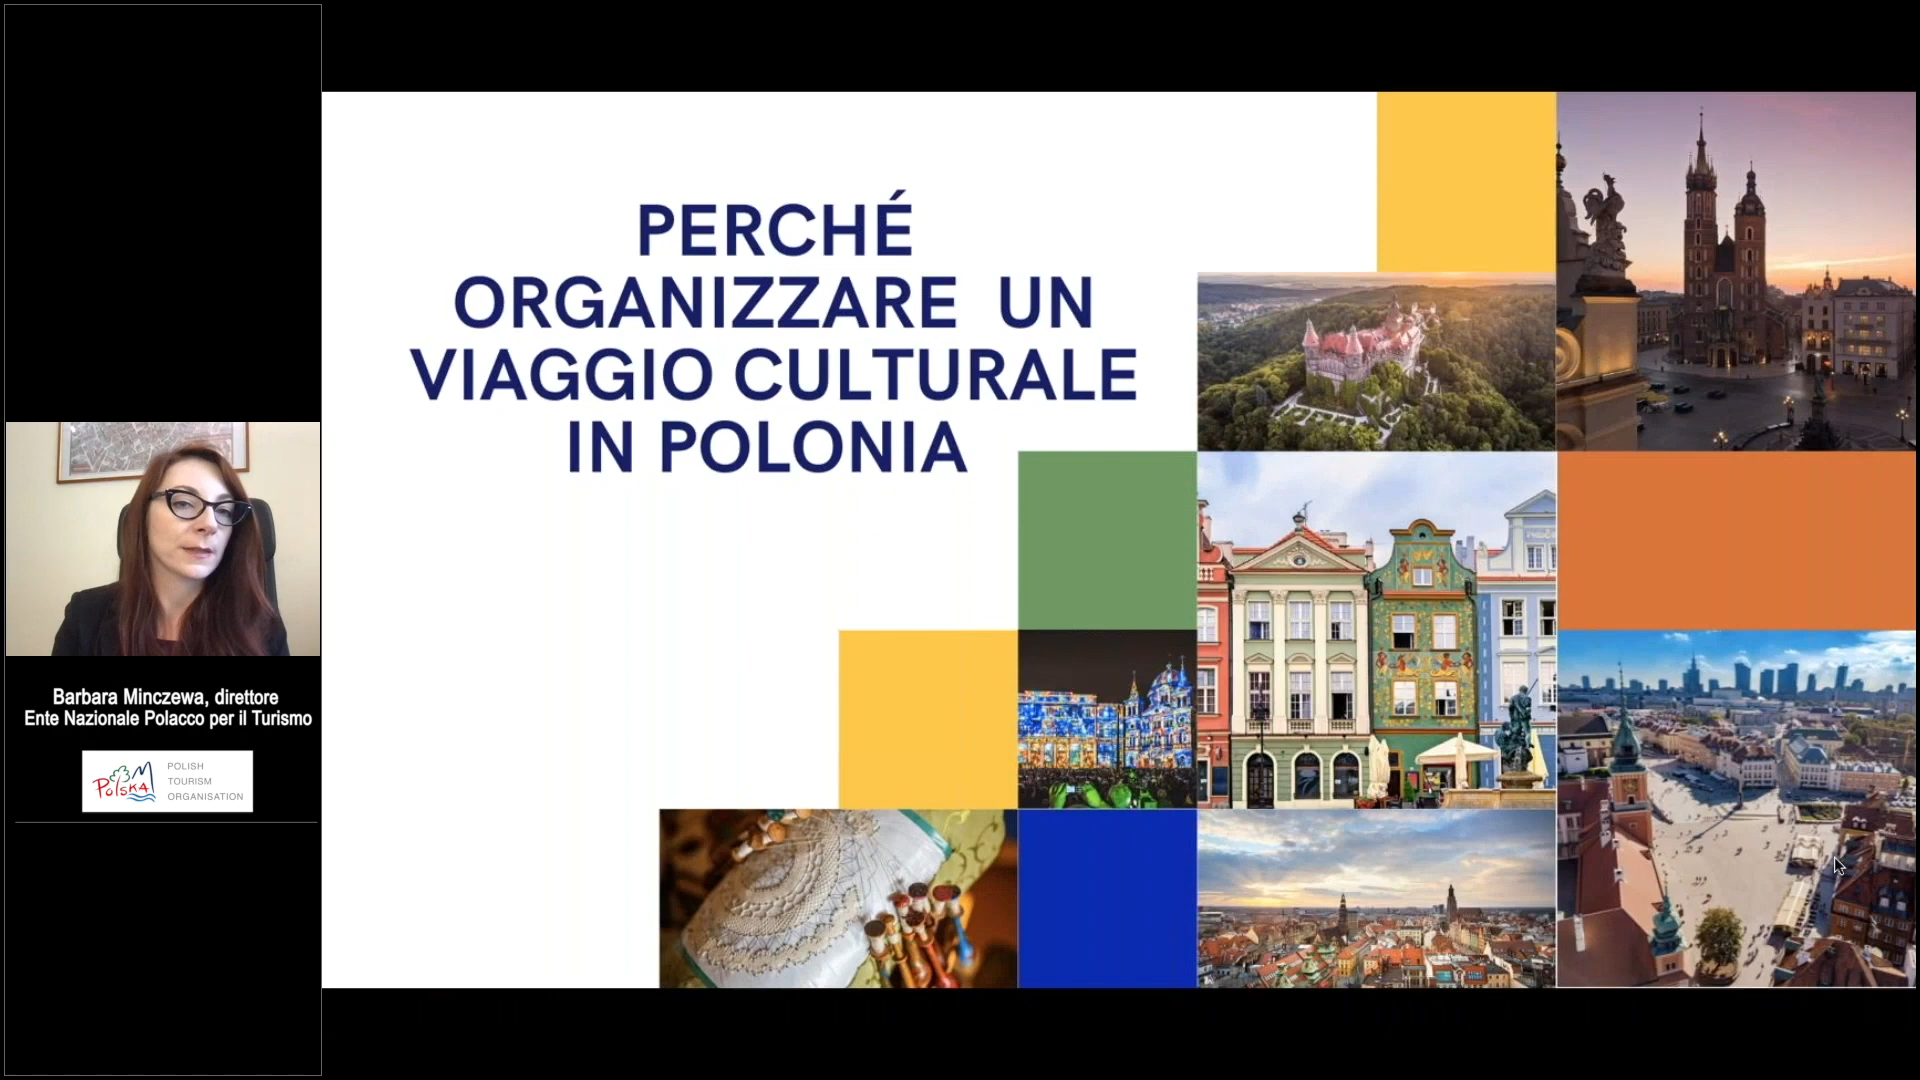 PERCHÉ
ORGANIZZARE UN
VIAGGIO CULTURALE
IN POLONIA
Barbara Minczewa, direttore
Ente Nazionale Polacco per il Turismo
POLSKA
POLISH
TOURISM
ORGANISATION